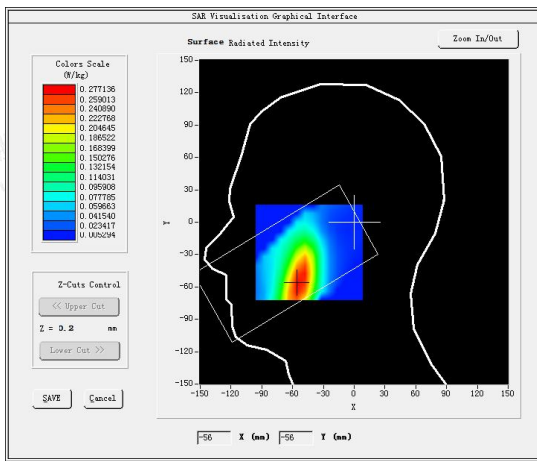 SAR Visualisation Graphical Interface
Surface Radiated Intensity
Zoom In/Out
Colors Scale
(W/kg)
0.277136
0.259013
0.240890
0.222768
0.204645
0.186522
0.168399
0.150276
0.132154
0.114031
0.095908
0.077785
0.059663
0.041540
0.023417
0.005294
Z-Cuts Control
<< Upper Cut
Z = 3.2 mm
Lower Cut >>
SAVE
Cancel
150
120
90
60
30
0
-30
-60
-90
-120
-150
Y
-150 -120 -90 -60 -30 0 30 60 90 120 150
X
-56 X (mm) -56 Y (mm)